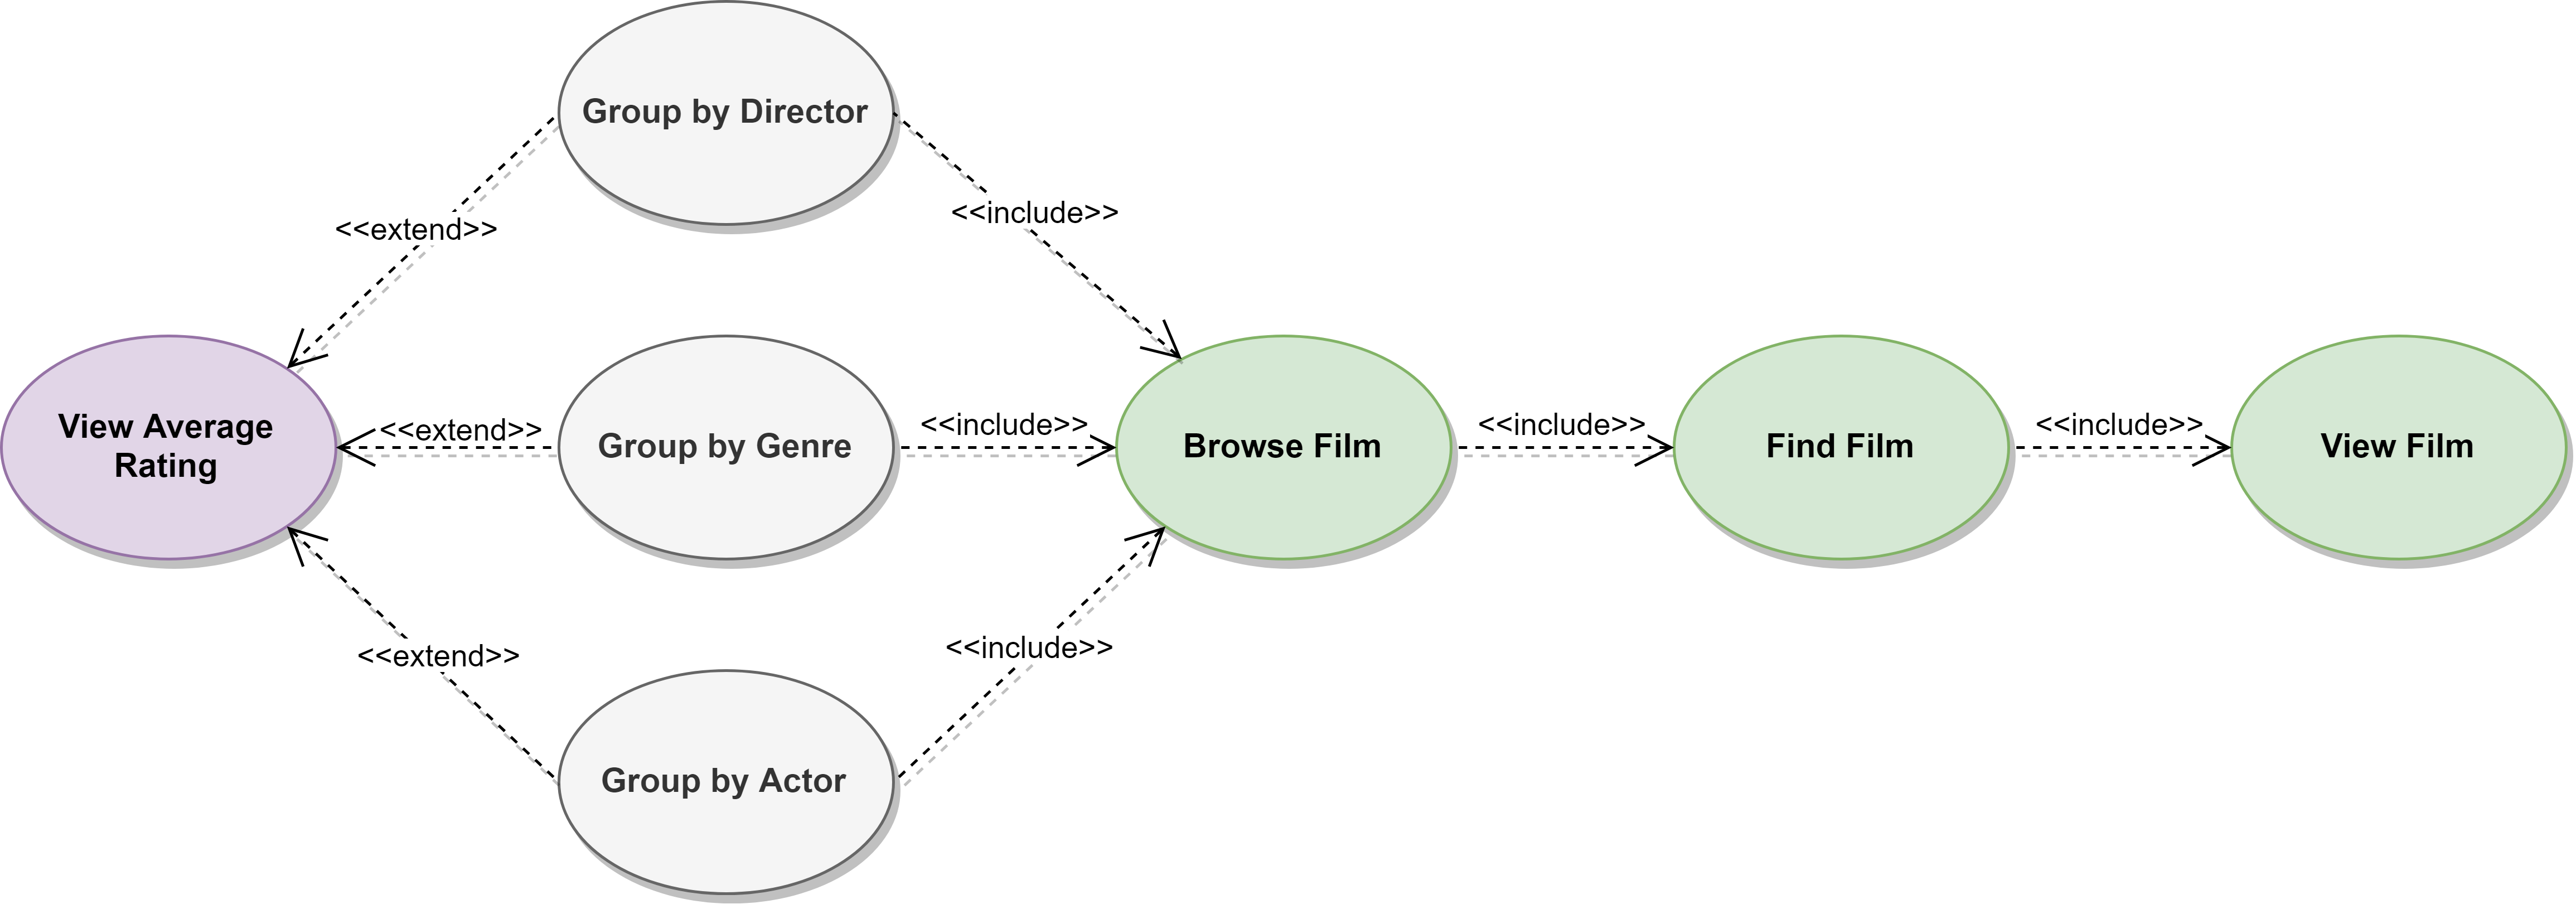 Group by Director
<<extend>>
<<include>>
View Average
Rating
<<extend>>
Group by Genre
<<include>>
Browse Film
<<include>>
Find Film
<<include>>
View Film
<<extend>>
<<include>>
Group by Actor